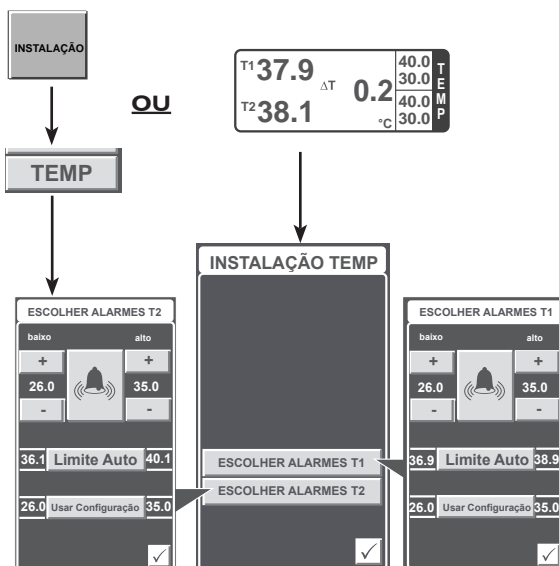 INSTALAÇÃO
OU
TEMP
T1 37.9
ΔT
0.2
T2 38.1
°C
40.0
30.0
40.0
30.0
TEMP
INSTALAÇÃO TEMP
ESCOLHER ALARMES T1
ESCOLHER ALARMES T2
✓
ESCOLHER ALARMES T2
baixo alto
+ +
26.0 35.0
- -
36.1 Limite Auto 40.1
26.0 Usar Configuração 35.0
✓
ESCOLHER ALARMES T1
baixo alto
+ +
26.0 35.0
- -
36.9 Limite Auto 38.9
26.0 Usar Configuração 35.0
✓